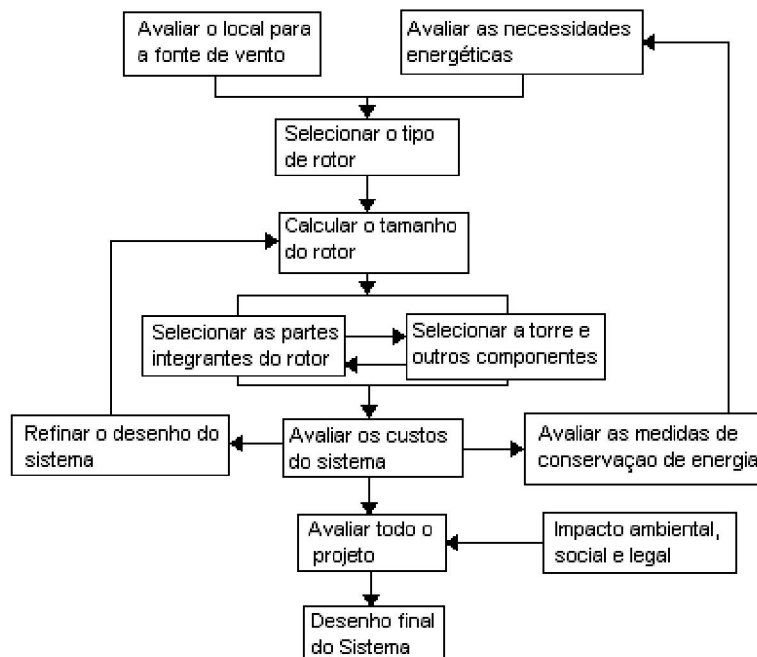 Avaliar o local para
a fonte de vento
Avaliar as necessidades
energéticas
Selecionar o tipo
de rotor
Calcular o tamanho
do rotor
Selecionar as partes
integrantes do rotor
Selecionar a torre e
outros componentes
Refinar o desenho do
sistema
Avaliar os custos
do sistema
Avaliar as medidas de
conservaçao de energia
Avaliar todo o
projeto
Impacto ambiental,
social e legal
Desenho final
do Sistema